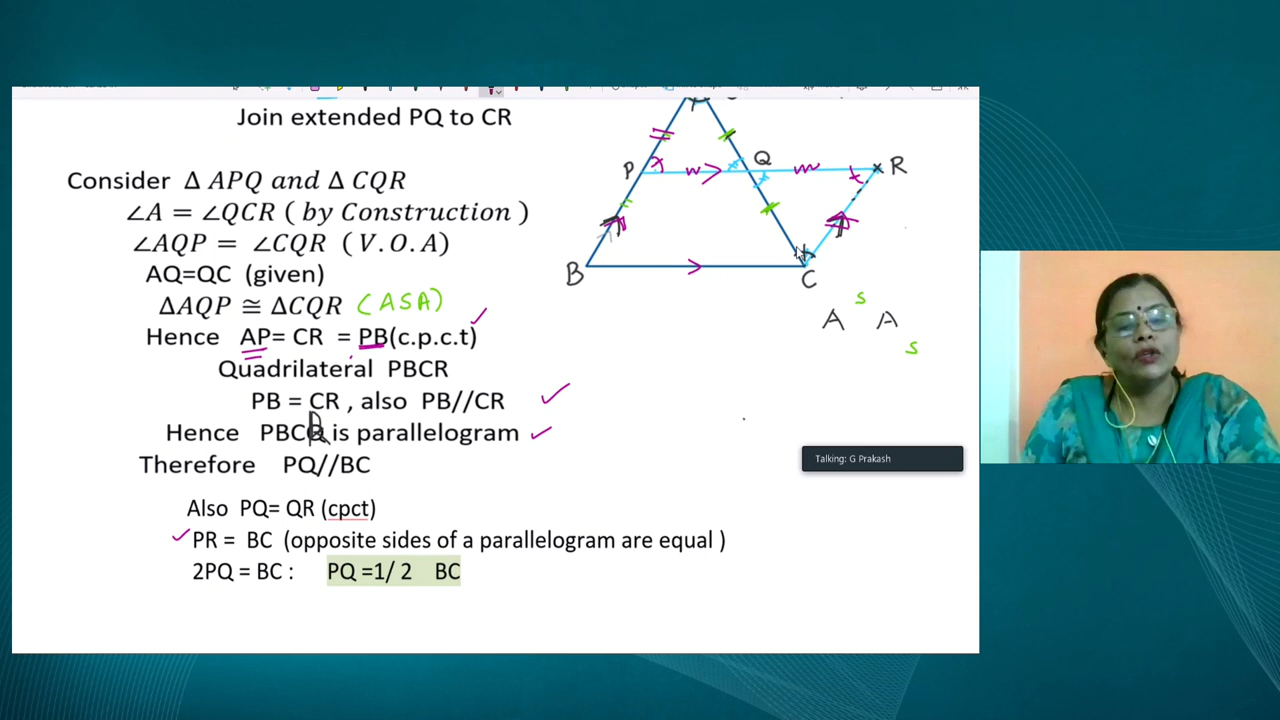 Join extended PQ to CR
Consider Δ APQ and Δ CQR
∠A = ∠QCR ( by Construction )
∠AQP = ∠CQR (V.O.A)
AQ=QC (given)
ΔAQP ≅ ΔCQR (ASA)
Hence AP= CR = PB(c.p.c.t)
Quadrilateral PBCR
PB = CR , also PB//CR
Hence PBCR is parallelogram
Therefore PQ//BC
Also PQ= QR (cpct)
PR = BC (opposite sides of a parallelogram are equal )
2PQ = BC : PQ =1/ 2 BC
P
Q
R
B
C
S
A A
S
Talking: G Prakash